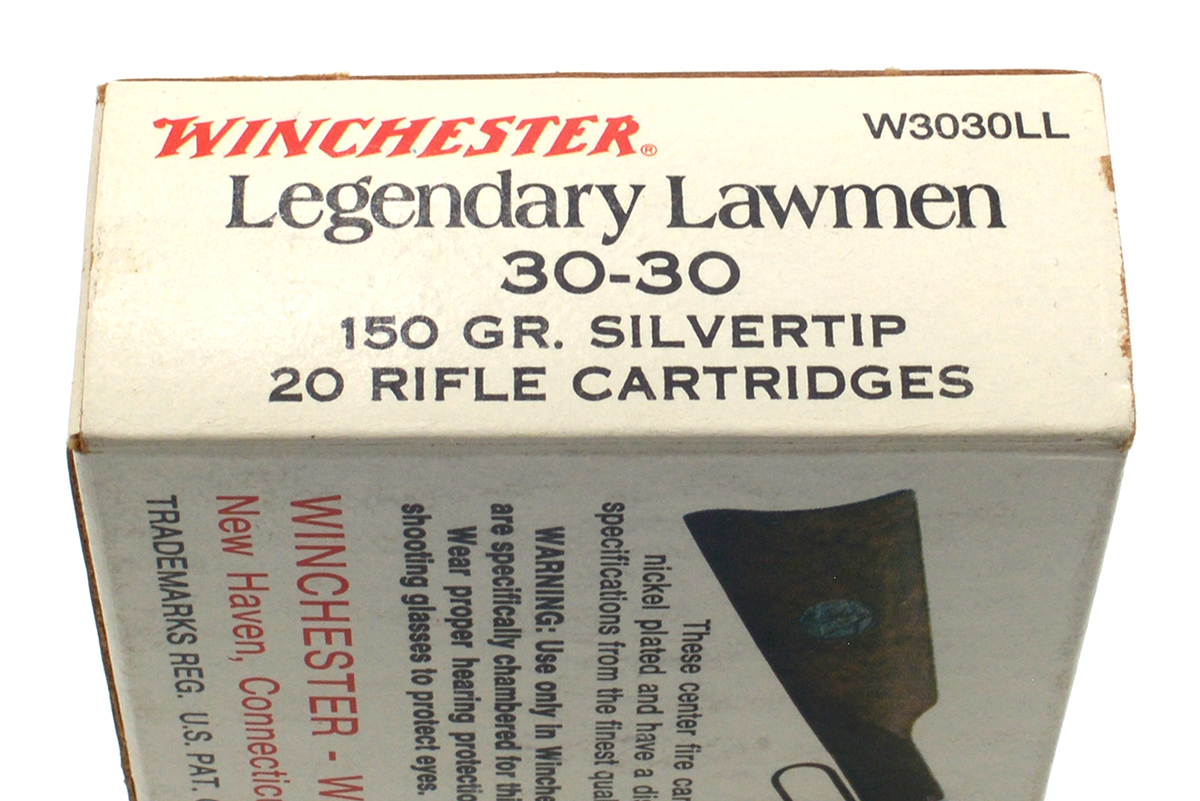 WINCHESTER®
W3030LL
Legendary Lawmen
30-30
150 GR. SILVERTIP
20 RIFLE CARTRIDGES
These center fire
nickel plated and have a
specifications from the finest
WARNING: Use only in
are specifically chambered for
Wear proper hearing
shooting glasses to protect eyes.
WINCHESTER -
New Haven,
TRADEMARKS REG. U.S. PAT.